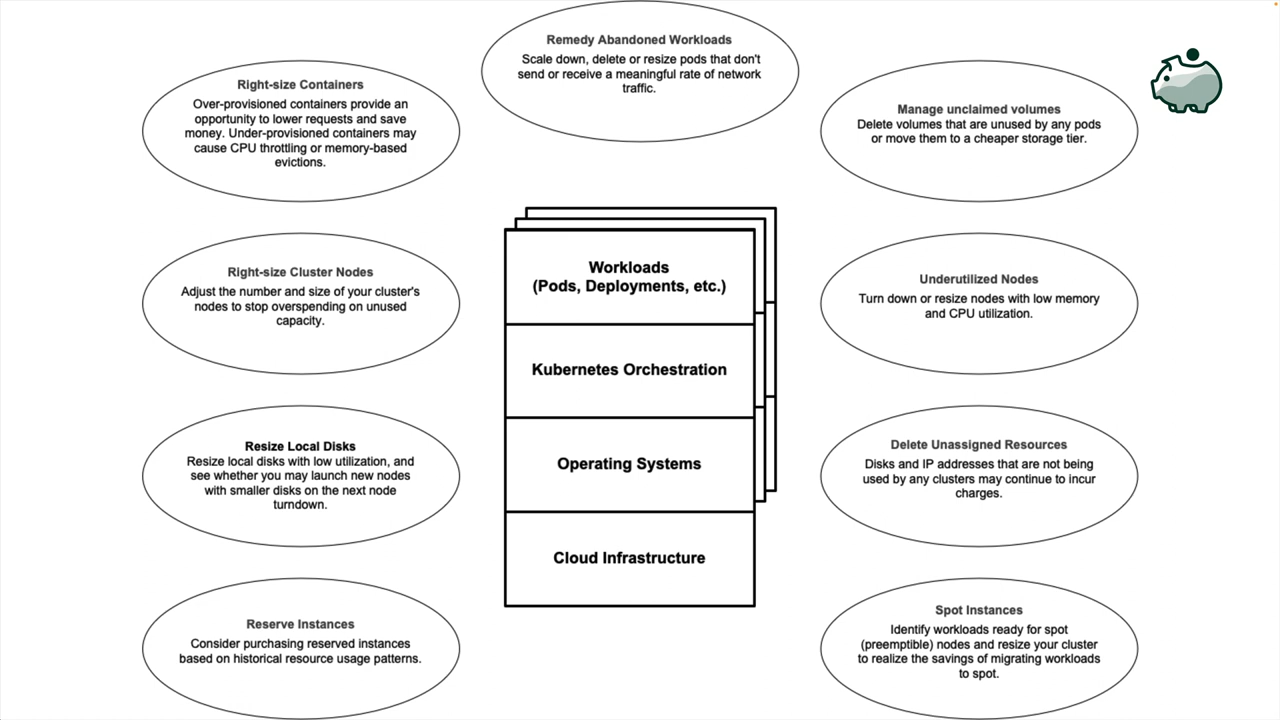 Remedy Abandoned Workloads
Scale down, delete or resize pods that don't
send or receive a meaningful rate of network
traffic.
Right-size Containers
Over-provisioned containers provide an
opportunity to lower requests and save
money. Under-provisioned containers may
cause CPU throttling or memory-based
evictions.
Manage unclaimed volumes
Delete volumes that are unused by any pods
or move them to a cheaper storage tier.
Right-size Cluster Nodes
Adjust the number and size of your cluster's
nodes to stop overspending on unused
capacity.
Workloads
(Pods, Deployments, etc.)
Kubernetes Orchestration
Operating Systems
Cloud Infrastructure
Underutilized Nodes
Turn down or resize nodes with low memory
and CPU utilization.
Resize Local Disks
Resize local disks with low utilization, and
see whether you may launch new nodes
with smaller disks on the next node
turndown.
Delete Unassigned Resources
Disks and IP addresses that are not being
used by any clusters may continue to incur
charges.
Reserve Instances
Consider purchasing reserved instances
based on historical resource usage patterns.
Spot Instances
Identify workloads ready for spot
(preemptible) nodes and resize your cluster
to realize the savings of migrating workloads
to spot.